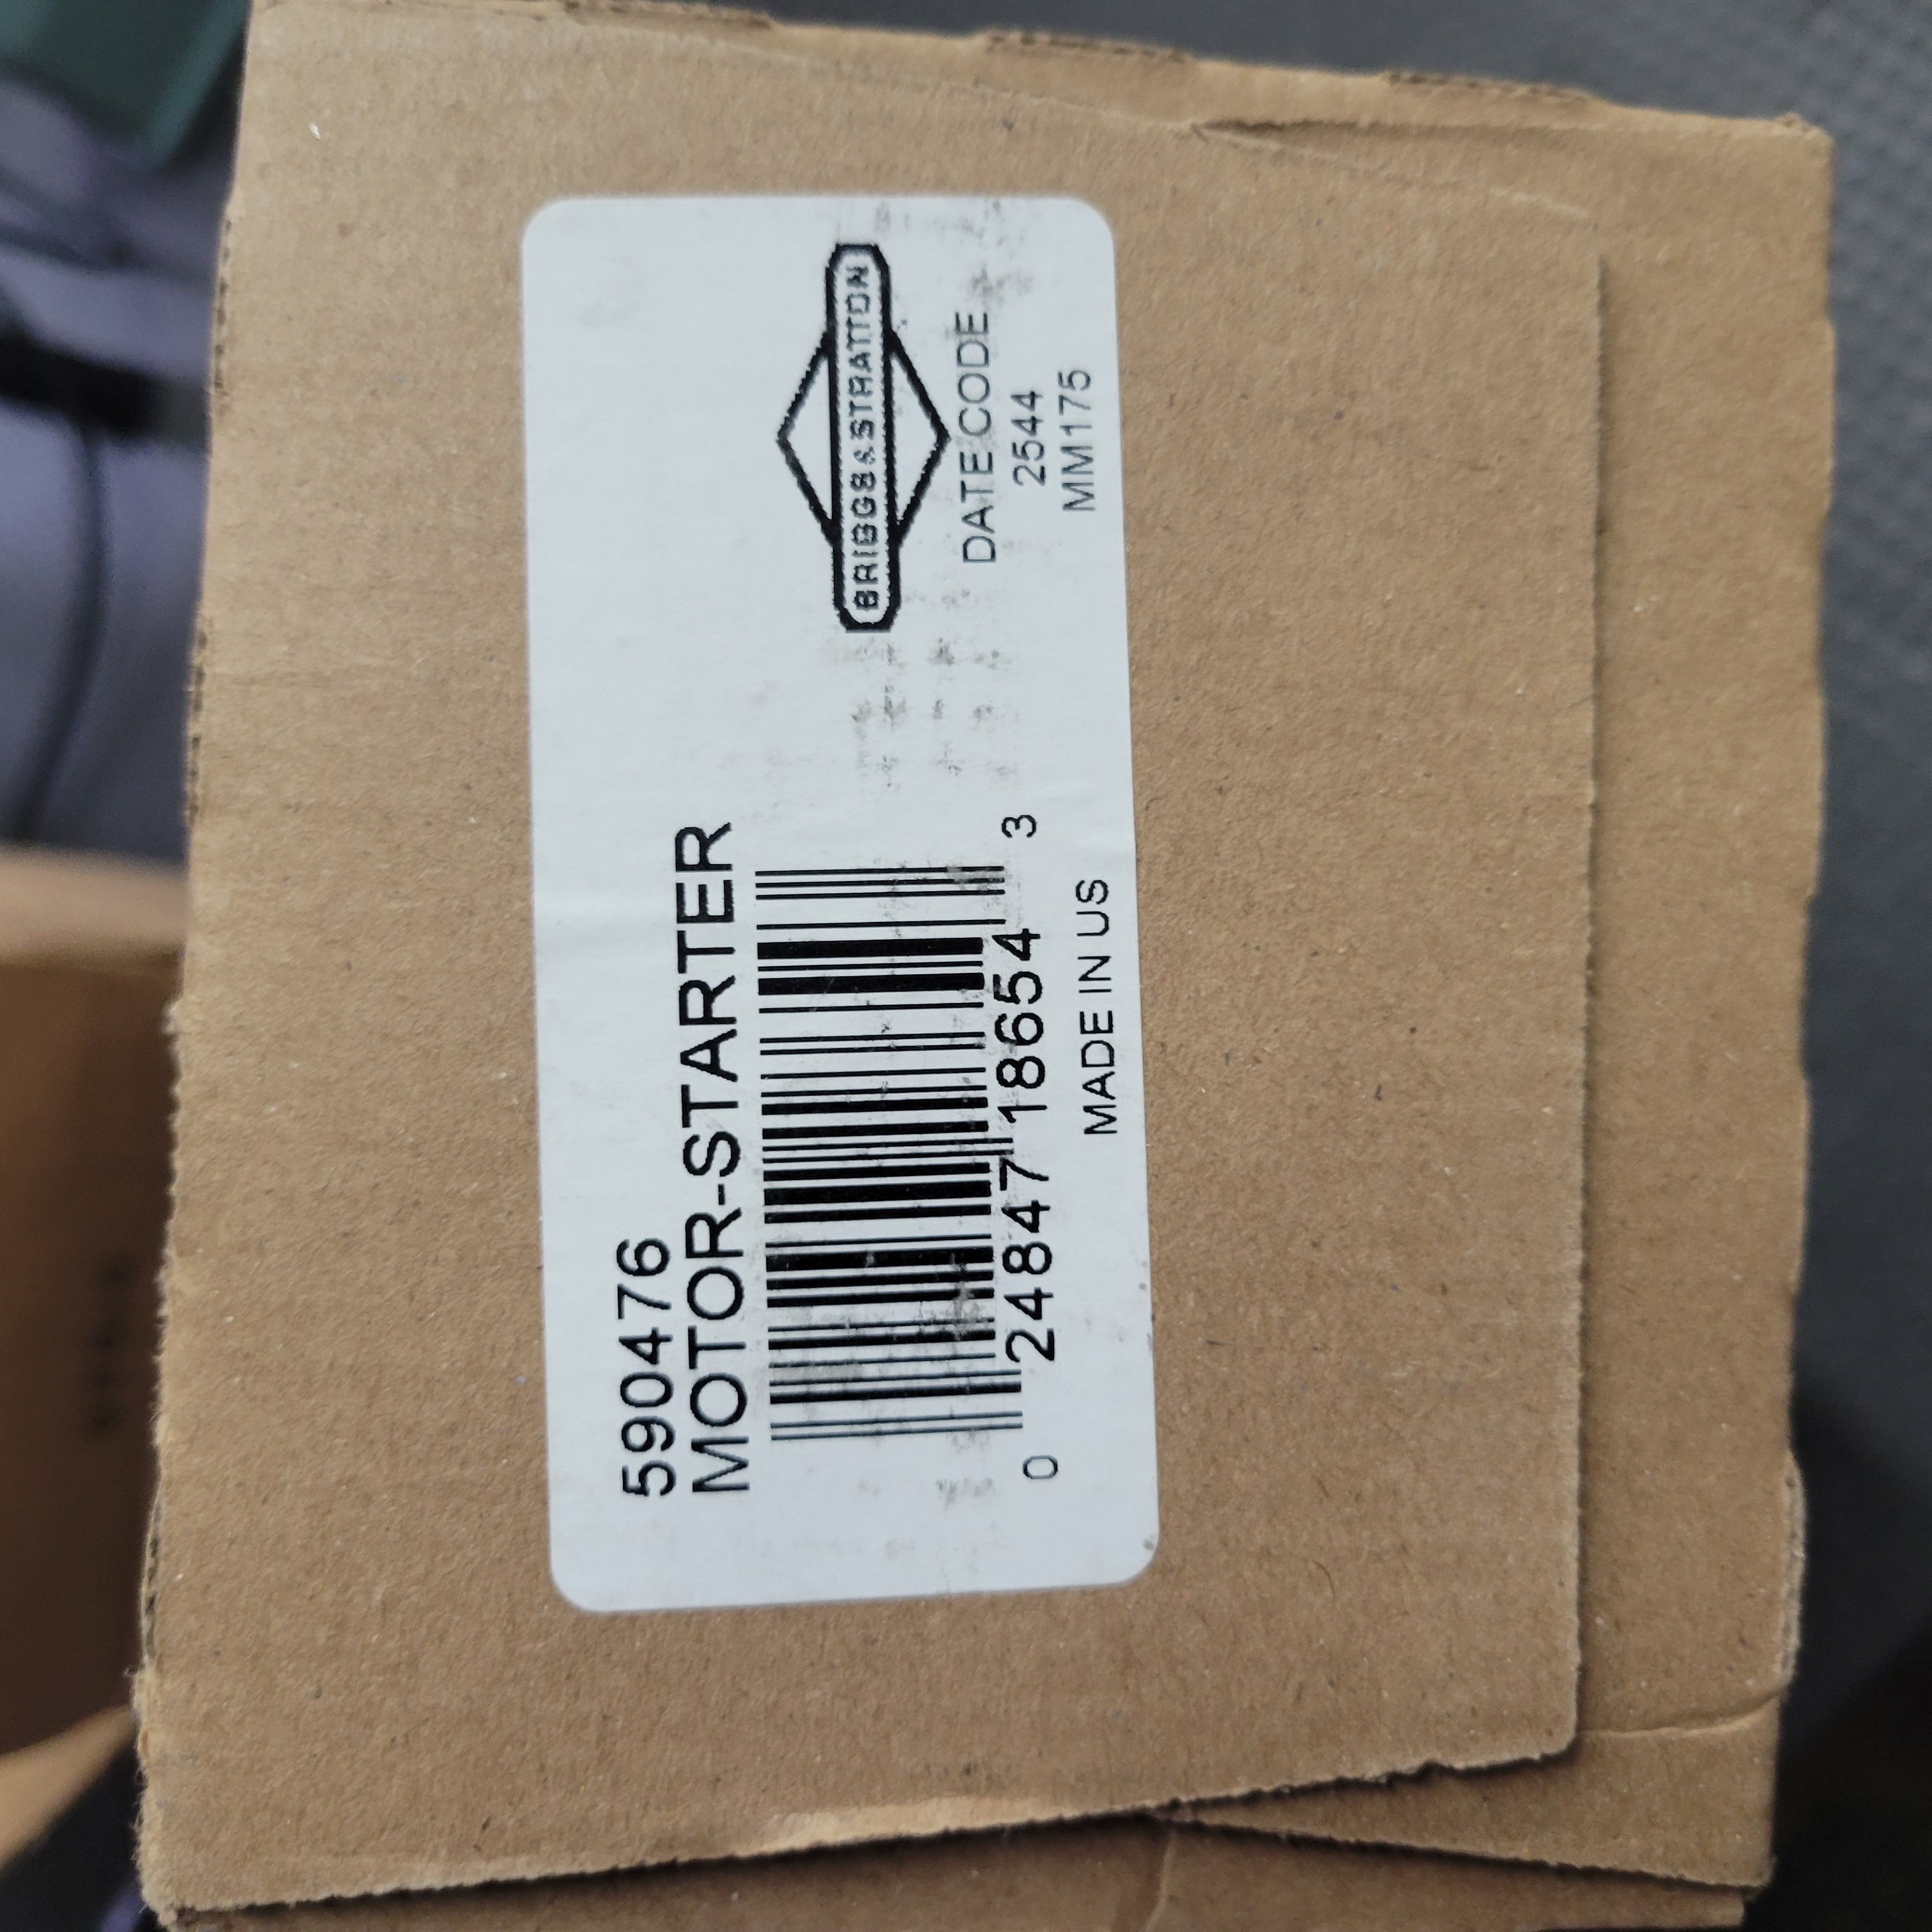 590476
MOTOR-STARTER
0 24847 18654 3
MADE IN US
BRIGGS&STRATTON
DATE CODE
2544
MM175